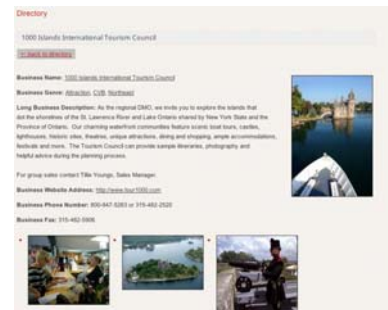 Directory
1000 Islands International Tourism Council
<- back to directory
Business Name: 1000 Islands International Tourism Council
Business Genre: Attraction, CVB, Northeast
Long Business Description: As the regional DMO, we invite you to explore the islands that
dot the shorelines of the St. Lawrence River and Lake Ontario shared by New York State and the
Province of Ontario. Our charming waterfront communities feature scenic boat tours, castles,
lighthouses, historic sites, theatres, unique attractions, dining and shopping, ample accommodations,
festivals and more. The Tourism Council can provide sample itineraries, photography and
helpful advice during the planning process.
For group sales contact Tillie Youngs, Sales Manager.
Business Website Address: http://www.tour1000.com
Business Phone Number: 800-847-5263 or 315-482-2520
Business Fax: 315-482-5906